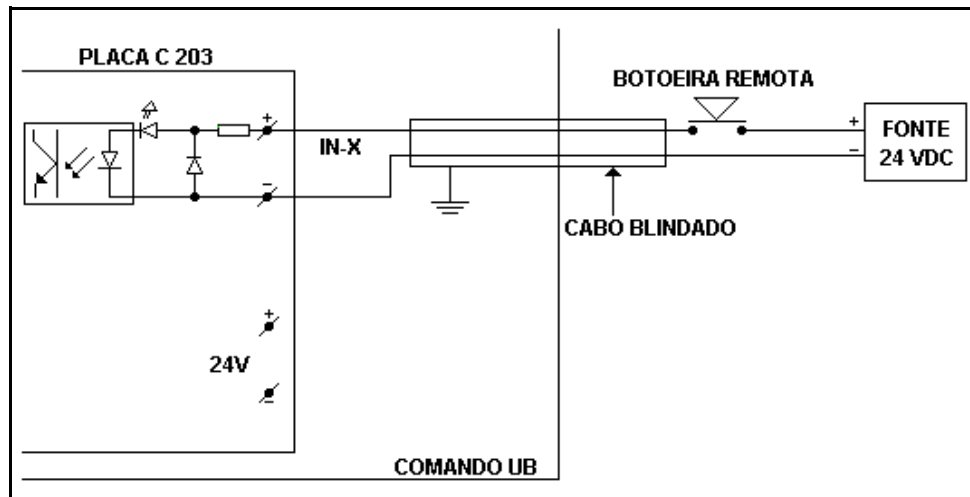 PLACA C 203
BOTOEIRA REMOTA
+
IN-X
+
FONTE
−
24 VDC
−
CABO BLINDADO
+
24V
−
COMANDO UB